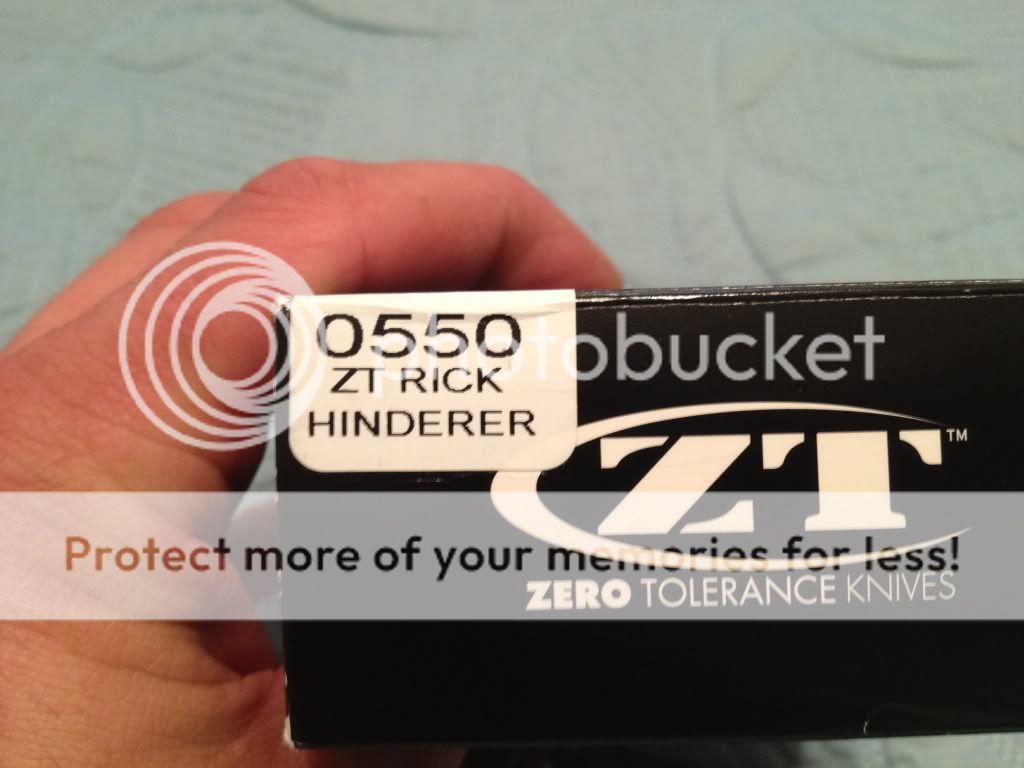 0550
ZT RICK
HINDERER
photobucket
ZT™
Protect more of your memories for less!
ZERO TOLERANCE KNIVES